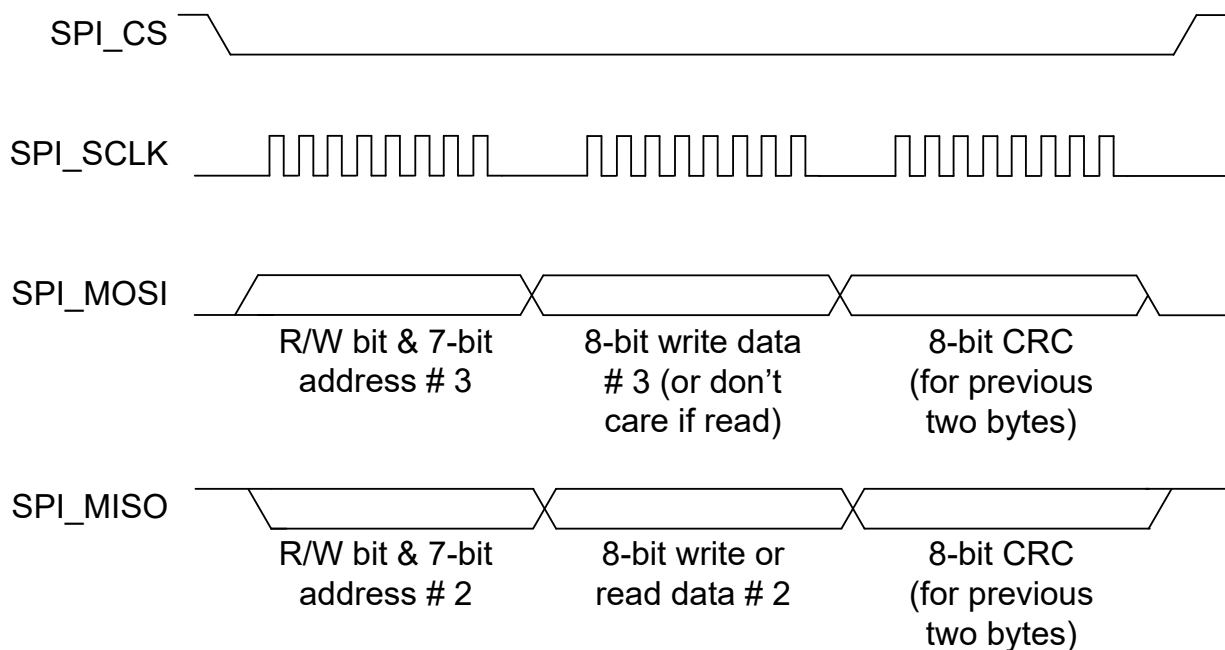 SPI_CS
SPI_SCLK
SPI_MOSI
R/W bit & 7-bit
address # 3
8-bit write data
# 3 (or don’t
care if read)
8-bit CRC
(for previous
two bytes)
SPI_MISO
R/W bit & 7-bit
address # 2
8-bit write or
read data # 2
8-bit CRC
(for previous
two bytes)